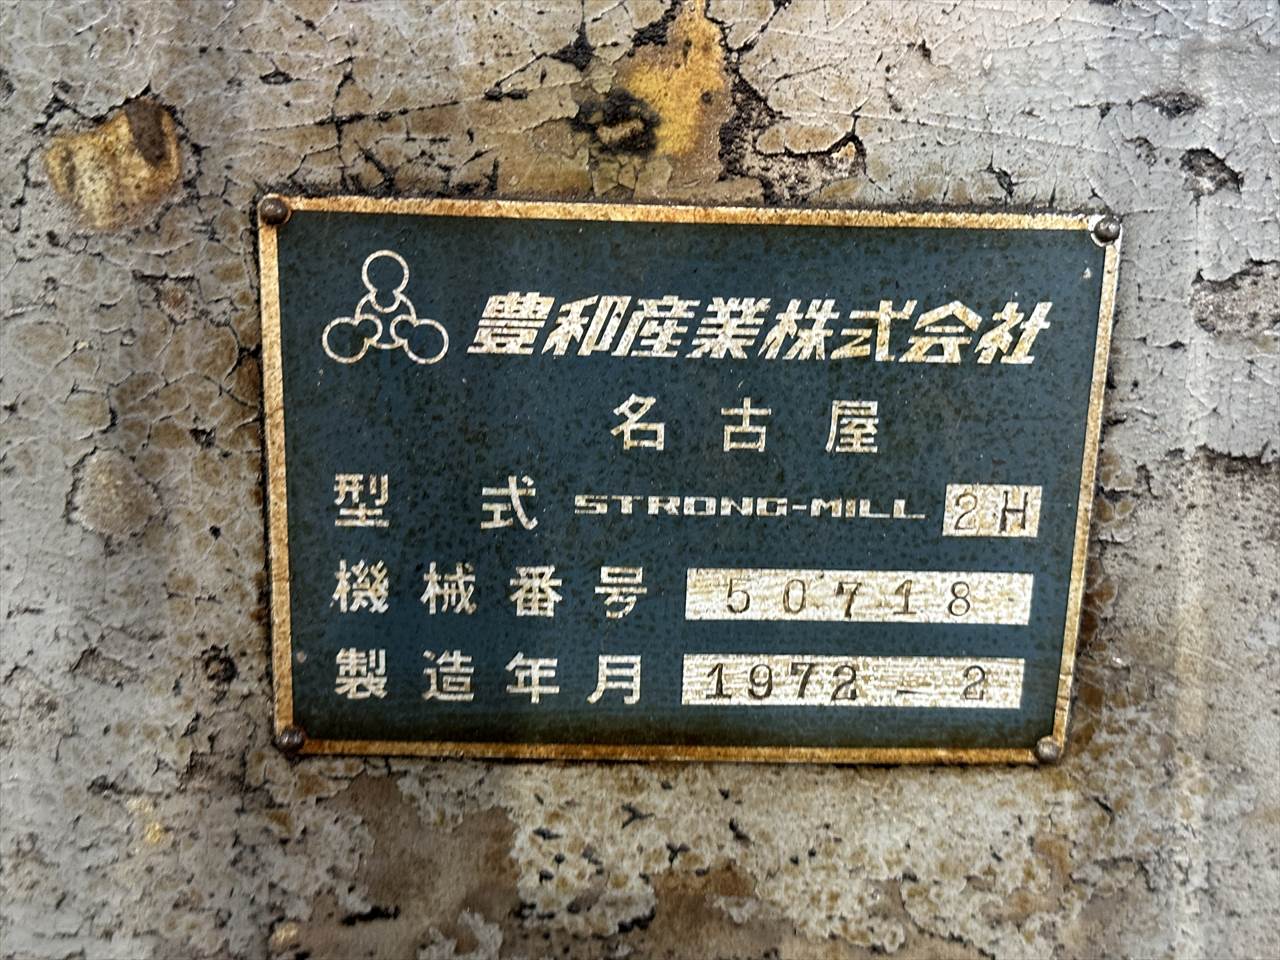 豊和産業株式会社
名古屋
型式 STRONG-MILL 2H
機械番号 50718
製造年月 1972-2